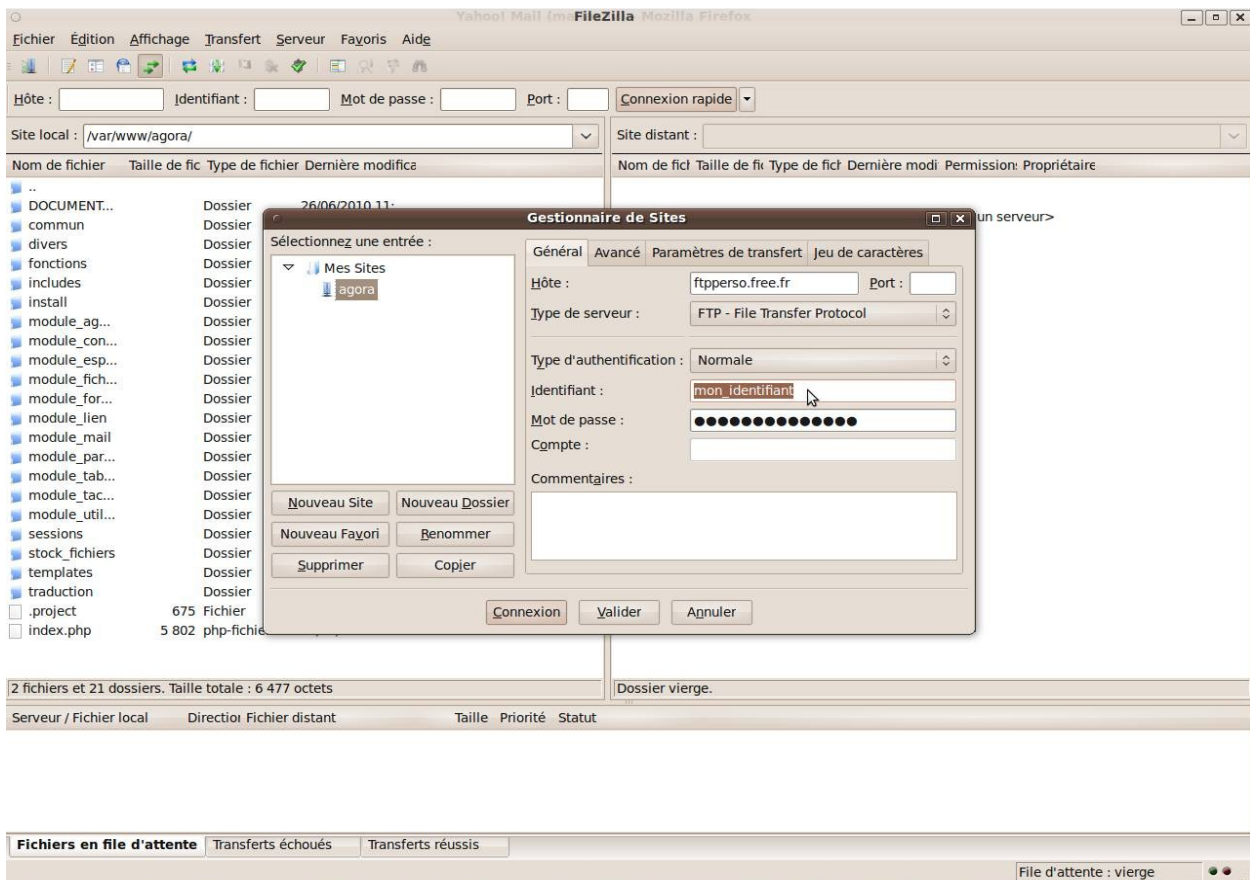 Yahoo! Mail (ma FileZilla Mozilla Firefox
Fichier Édition Affichage Transfert Serveur Favoris Aide
Hôte : Identifiant : Mot de passe : Port : Connexion rapide
Site local : /var/www/agora/
Site distant :
Nom de fichier Taille de fic Type de fichier Dernière modifica
Nom de fich Taille de fi Type de fich Dernière modi Permission: Propriétaire
..
DOCUMENT... Dossier 26/06/2010 11:
commun Dossier
divers Dossier
fonctions Dossier
includes Dossier
install Dossier
module_ag... Dossier
module_con... Dossier
module_esp... Dossier
module_fich... Dossier
module_for... Dossier
module_lien Dossier
module_mail Dossier
module_par... Dossier
module_tab... Dossier
module_tac... Dossier
module_util... Dossier
sessions Dossier
stock_fichiers Dossier
templates Dossier
traduction Dossier
.project 675 Fichier
index.php 5 802 php-fichie
un serveur>
Gestionnaire de Sites
Sélectionnez une entrée :
Mes Sites
agora
Nouveau Site Nouveau Dossier
Nouveau Favori Renommer
Supprimer Copier
Général Avancé Paramètres de transfert Jeu de caractères
Hôte : ftpperso.free.fr Port :
Type de serveur : FTP - File Transfer Protocol
Type d'authentification : Normale
Identifiant : mon_identifiant
Mot de passe : ●●●●●●●●●●●●●●
Compte :
Commentaires :
Connexion Valider Annuler
2 fichiers et 21 dossiers. Taille totale : 6 477 octets
Dossier vierge.
Serveur / Fichier local Direction Fichier distant Taille Priorité Statut
Fichiers en file d'attente Transferts échoués Transferts réussis
File d'attente : vierge